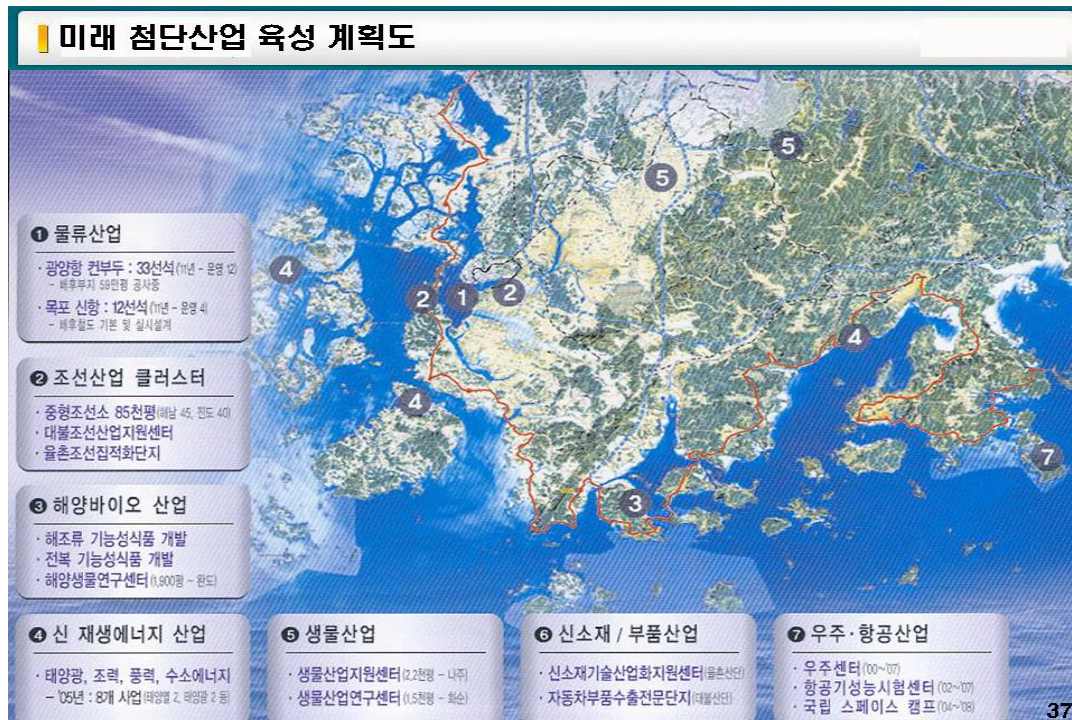 미래 첨단산업 육성 계획도
5
5
4
2
1
2
4
4
3
7
❶ 물류산업
· 광양항 컨부두 : 33선석('11년 - 운영 12)
- 배후부지 59만평 공사중
· 목포 신항 : 12선석('11년 - 운영 4)
- 배후철도 기본 및 실시설계
❷ 조선산업 클러스터
· 중형조선소 85천평(해남 45, 진도 40)
· 대불조선산업지원센터
· 율촌조선집적화단지
❸ 해양바이오 산업
· 해조류 기능성식품 개발
· 전복 기능성식품 개발
· 해양생물연구센터(1,900평 - 완도)
❹ 신 재생에너지 산업
· 태양광, 조력, 풍력, 수소에너지
- '05년 : 8개 사업(태양열 2, 태양광 2 등)
❺ 생물산업
· 생물산업지원센터(2.2천평 - 나주)
· 생물산업연구센터(1.5천평 - 화순)
❻ 신소재 / 부품산업
· 신소재기술산업화지원센터(율촌산단)
· 자동차부품수출전문단지(대불산단)
❼ 우주·항공산업
· 우주센터('00~'07)
· 항공기성능시험센터('02~'07)
· 국립 스페이스 캠프('04~'08)
37